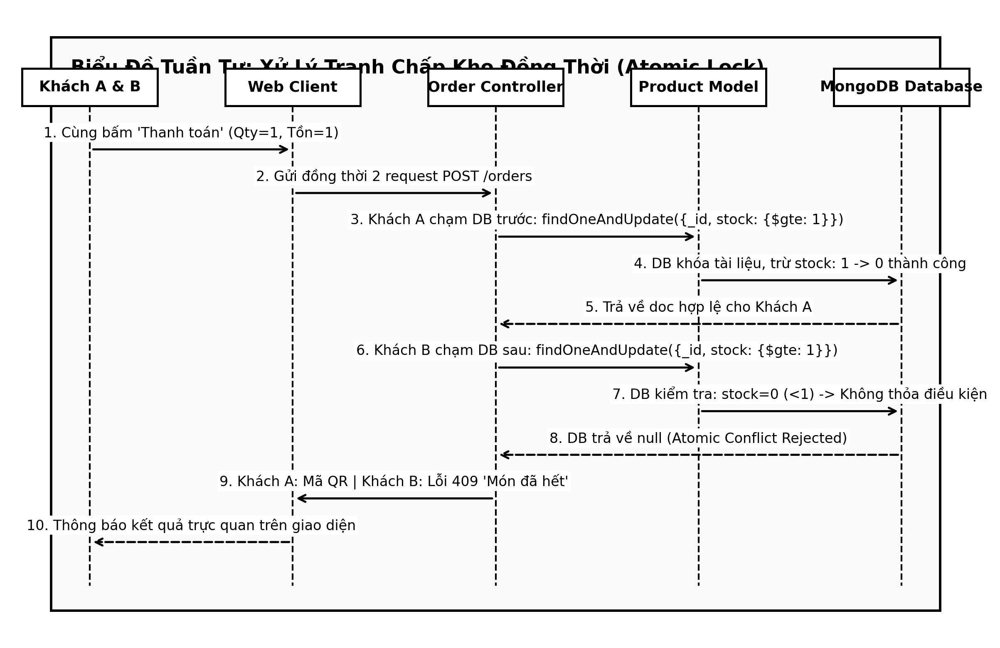 Biểu Đồ Tuần Tự: Xử Lý Tranh Chấp Kho Đồng Thời (Atomic Lock)
Khách A & B
Web Client
Order Controller
Product Model
MongoDB Database
1. Cùng bấm 'Thanh toán' (Qty=1, Tồn=1)
2. Gửi đồng thời 2 request POST /orders
3. Khách A chạm DB trước: findOneAndUpdate({_id, stock: {$gte: 1}})
4. DB khóa tài liệu, trừ stock: 1 -> 0 thành công
5. Trả về doc hợp lệ cho Khách A
6. Khách B chạm DB sau: findOneAndUpdate({_id, stock: {$gte: 1}})
7. DB kiểm tra: stock=0 (<1) -> Không thỏa điều kiện
8. DB trả về null (Atomic Conflict Rejected)
9. Khách A: Mã QR | Khách B: Lỗi 409 'Món đã hết'
10. Thông báo kết quả trực quan trên giao diện